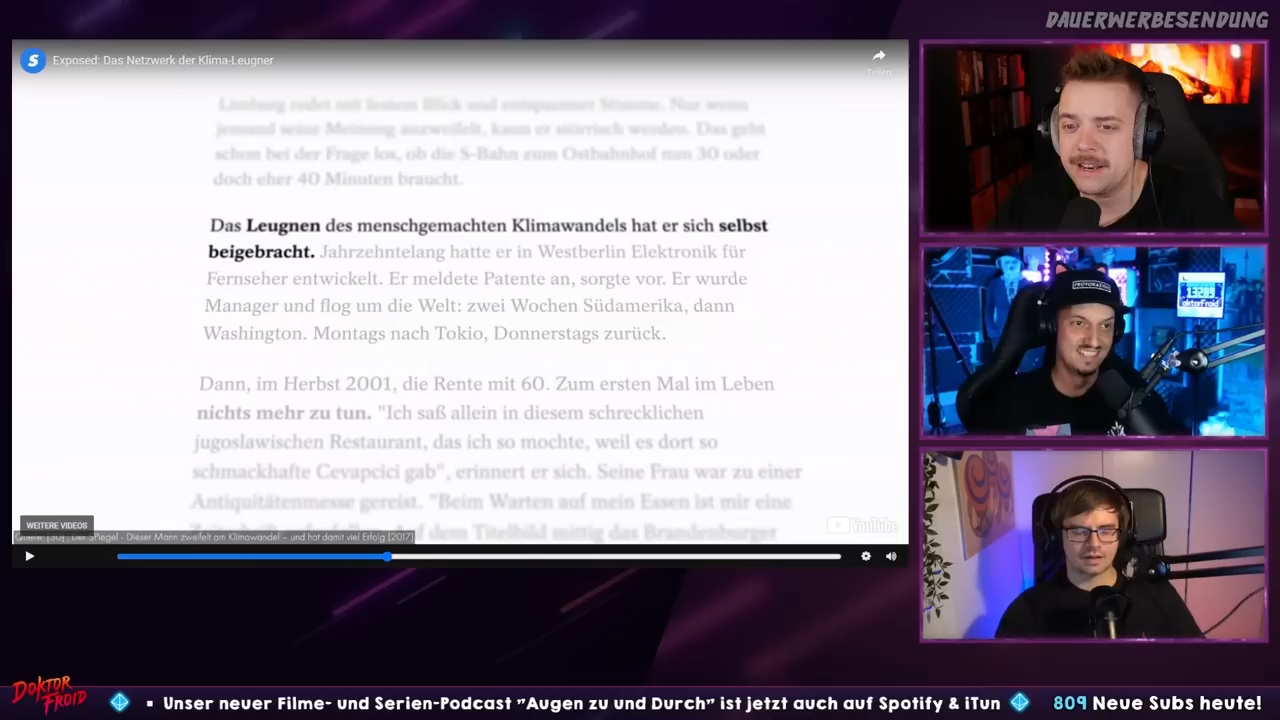 DAUERWERBESENDUNG
S
Exposed: Das Netzwerk der Klima-Leugner
Teilen
Limburg redet mit festem Blick und entspannter Stimme. Nur wenn
jemand seine Meinung anzweifelt, kann er störrisch werden. Das geht
schon bei der Frage los, ob die S-Bahn zum Ostbahnhof nun 30 oder
doch eher 40 Minuten braucht.
Das Leugnen des menschgemachten Klimawandels hat er sich selbst
beigebracht. Jahrzehntelang hatte er in Westberlin Elektronik für
Fernseher entwickelt. Er meldete Patente an, sorgte vor. Er wurde
Manager und flog um die Welt: zwei Wochen Südamerika, dann
Washington. Montags nach Tokio, Donnerstags zurück.
Dann, im Herbst 2001, die Rente mit 60. Zum ersten Mal im Leben
nichts mehr zu tun. "Ich saß allein in diesem schrecklichen
jugoslawischen Restaurant, das ich so mochte, weil es dort so
schmackhafte Cevapcici gab", erinnert er sich. Seine Frau war zu einer
Antiquitätenmesse gereist. "Beim Warten auf mein Essen ist mir eine
dem Titelbild mittig das Brandenburger
WEITERE VIDEOS
YouTube
Der Spiegel - Dieser Mann zweifelt am Klimawandel – und hat damit viel Erfolg [2017]
PROVOKATION
DOKTOR
FROID
▪ Unser neuer Filme- und Serien-Podcast "Augen zu und Durch" ist jetzt auch auf Spotify & iTun
809 Neue Subs heute!